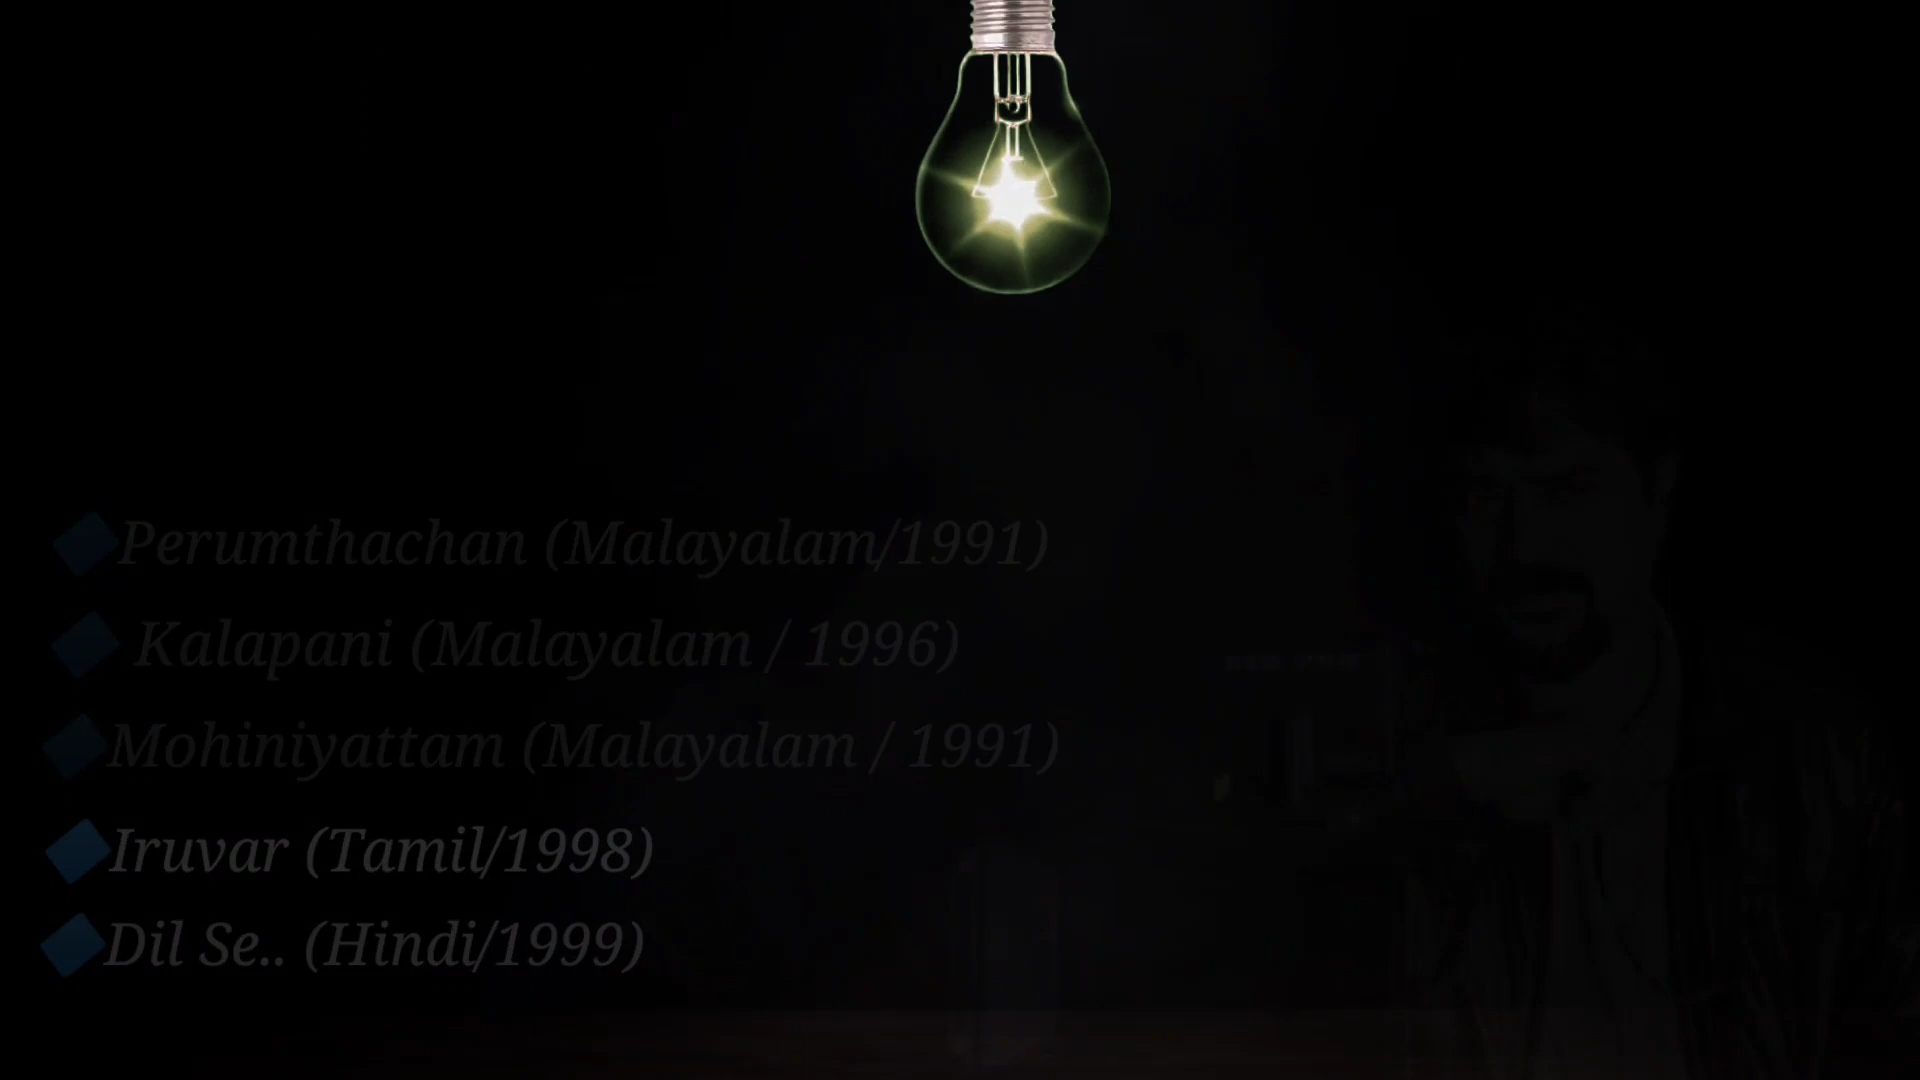 Perumthachan (Malayalam/1991)
Kalapani (Malayalam / 1996)
Mohiniyattam (Malayalam / 1991)
Iruvar (Tamil/1998)
Dil Se.. (Hindi/1999)